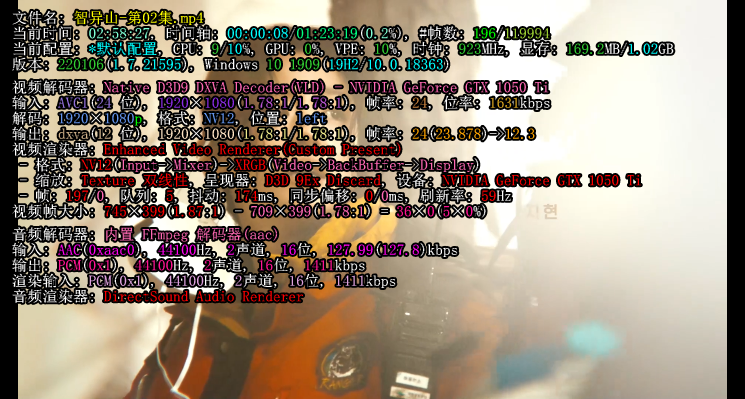 文件名: 智异山-第02集.mp4
当前时间: 02:58:27, 时间轴: 00:00:08/01:23:19(0.2%), #帧数: 196/119994
当前配置: *默认配置, CPU: 9/10%, GPU: 0%, VPE: 10%, 时钟: 923MHz, 显存: 169.2MB/1.02GB
版本: 220106(1.7.21595), Windows 10 1909(19H2/10.0.18363)
视频解码器: Native D3D9 DXVA Decoder(VLD) - NVIDIA GeForce GTX 1050 Ti
输入: AVC1(24 位), 1920×1080(1.78:1/1.78:1), 帧率: 24, 位率: 1631kbps
解码: 1920×1080p, 格式: NV12, 位置: left
输出: dxva(12 位), 1920×1080(1.78:1/1.78:1), 帧率: 24(23.878)->12.3
视频渲染器: Enhanced Video Renderer(Custom Present)
- 格式: NV12(Input->Mixer)->XRGB(Video->BackBuffer->Display)
- 缩放: Texture 双线性, 呈现器: D3D 9Ex Discard, 设备: NVIDIA GeForce GTX 1050 Ti
- 帧: 197/0, 队列: 5, 抖动: 174ms, 同步偏移: 0/0ms, 刷新率: 59Hz
视频帧大小: 745×399(1.87:1) - 709×399(1.78:1) = 36×0(5×0%)
지현
音频解码器: 内置 FFmpeg 解码器(aac)
输入: AAC(0xaac0), 44100Hz, 2声道, 16位, 127.99(127.8)kbps
输出: PCM(0x1), 44100Hz, 2声道, 16位, 1411kbps
渲染输入: PCM(0x1), 44100Hz, 2声道, 16位, 1411kbps
音频渲染器: DirectSound Audio Renderer